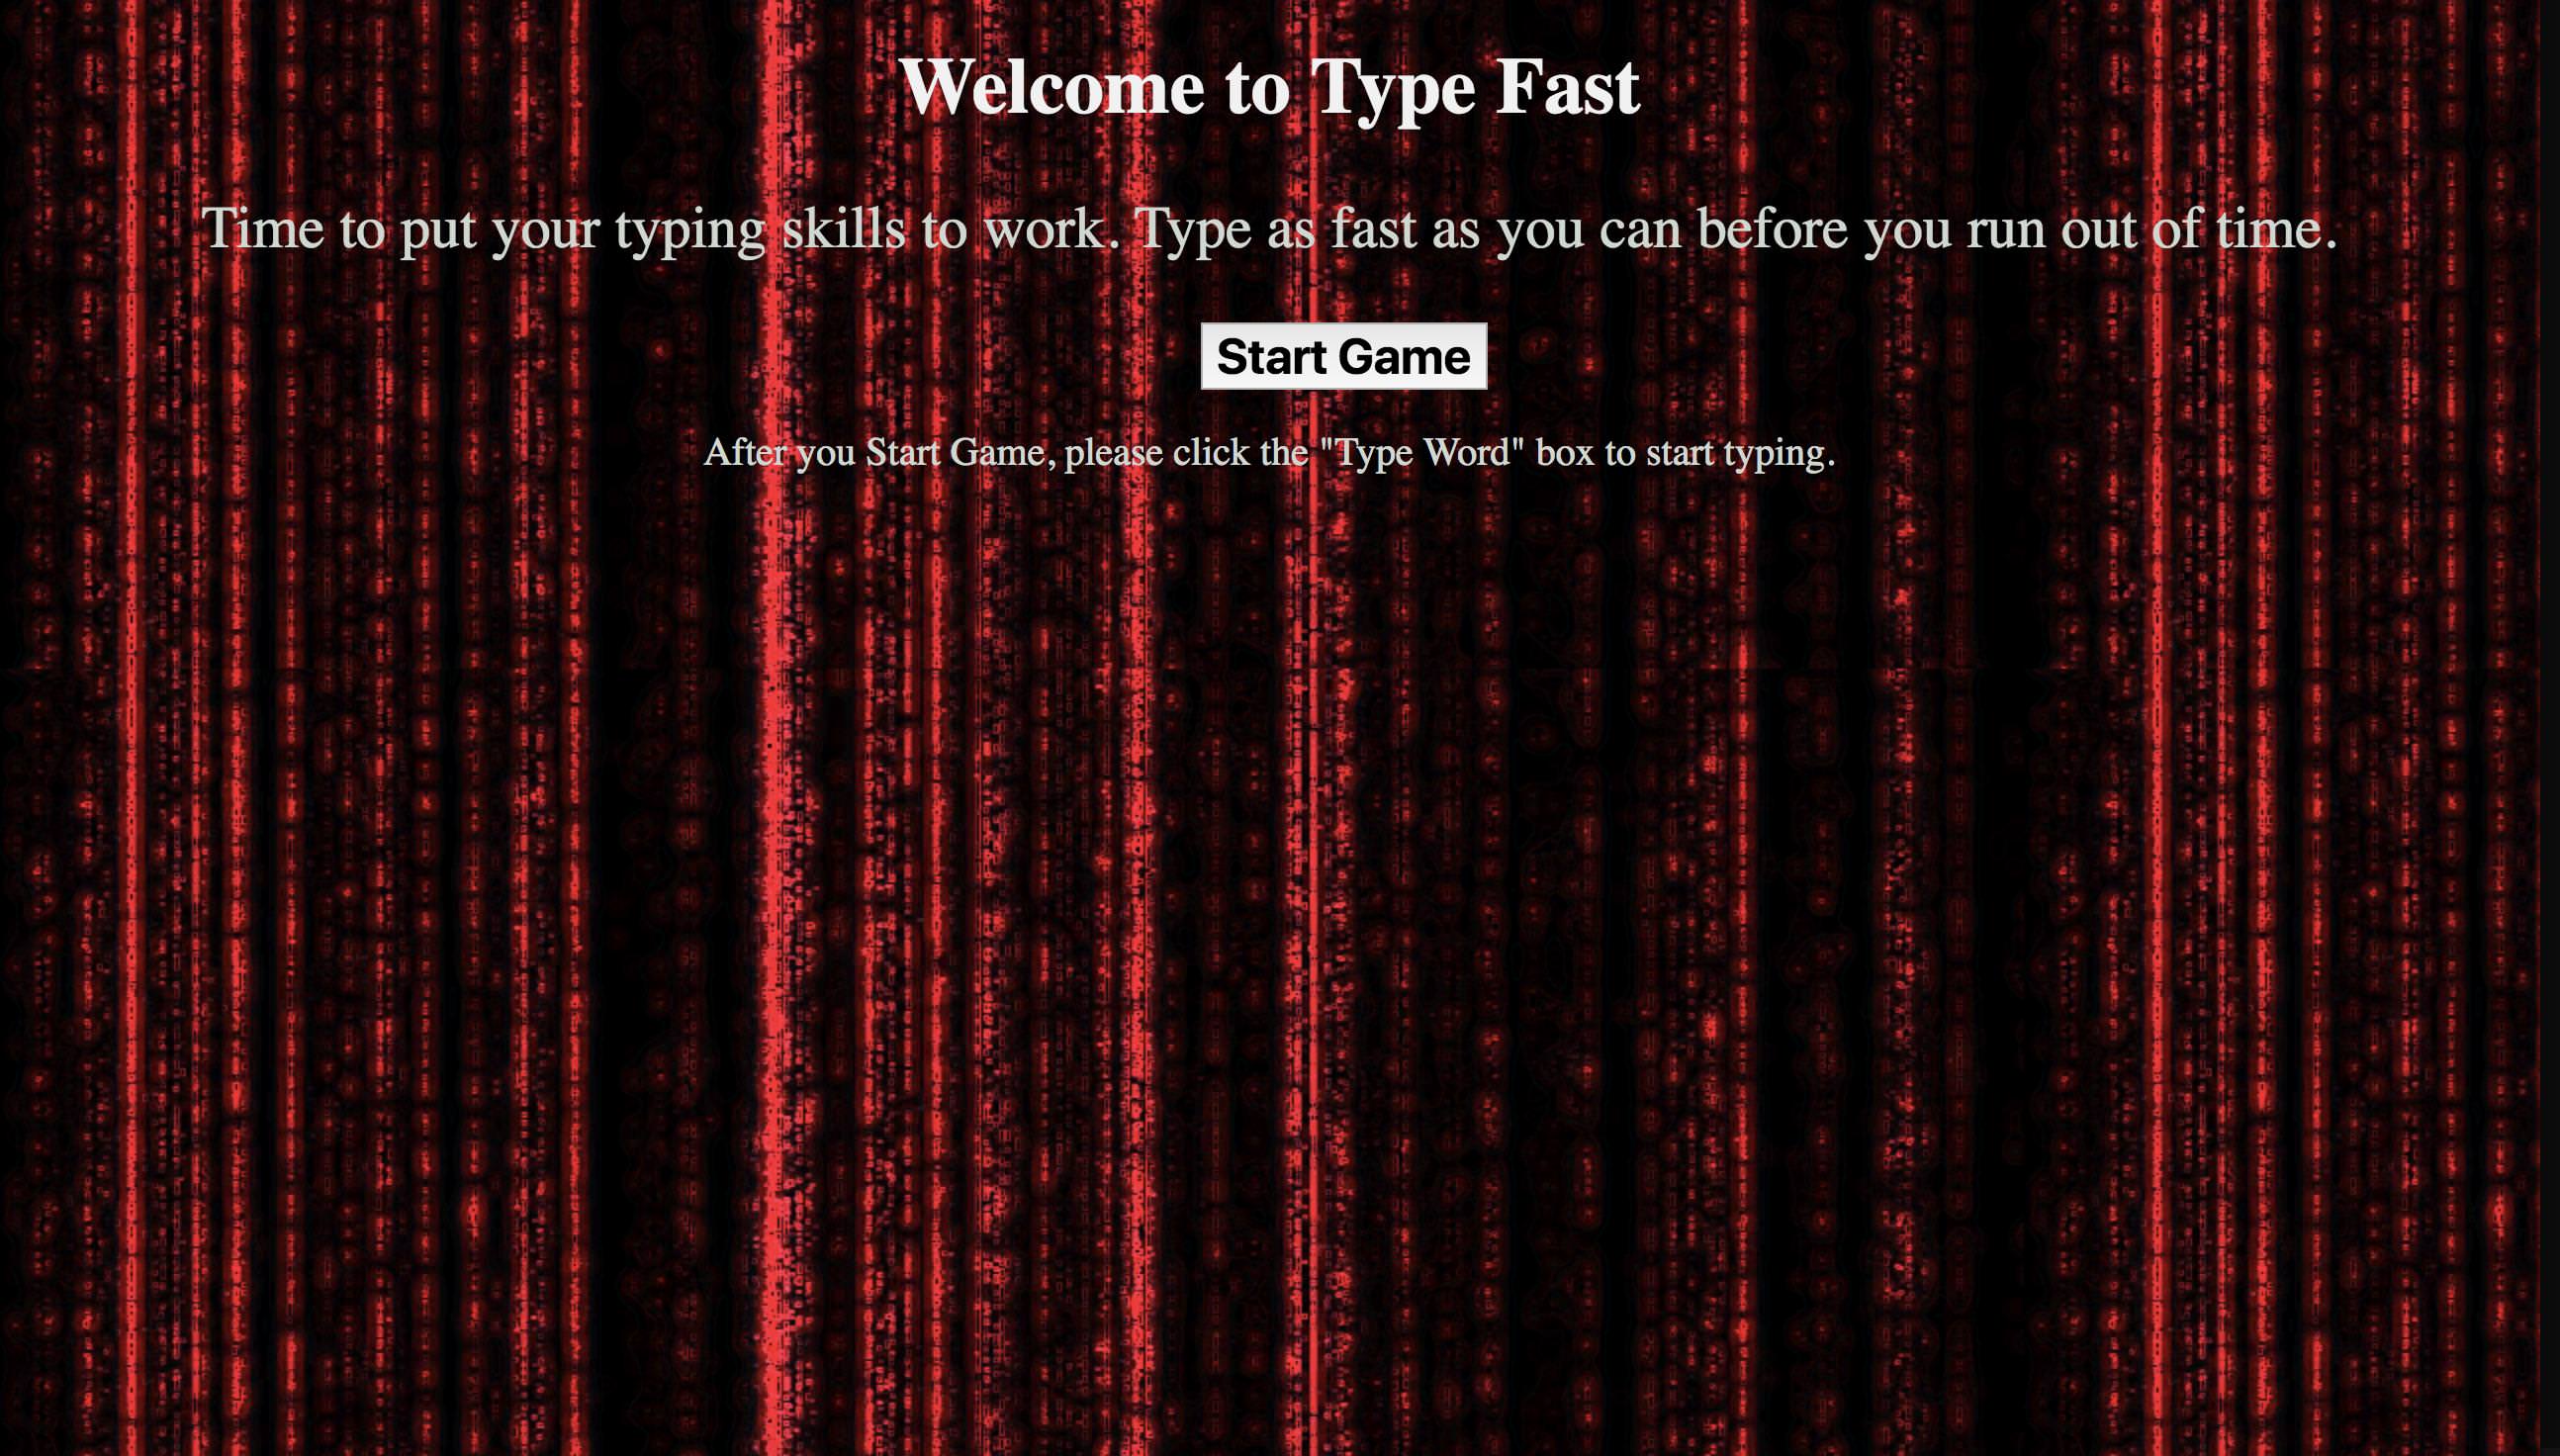 Welcome to Type Fast
Time to put your typing skills to work. Type as fast as you can before you run out of time.
Start Game
After you Start Game, please click the "Type Word" box to start typing.